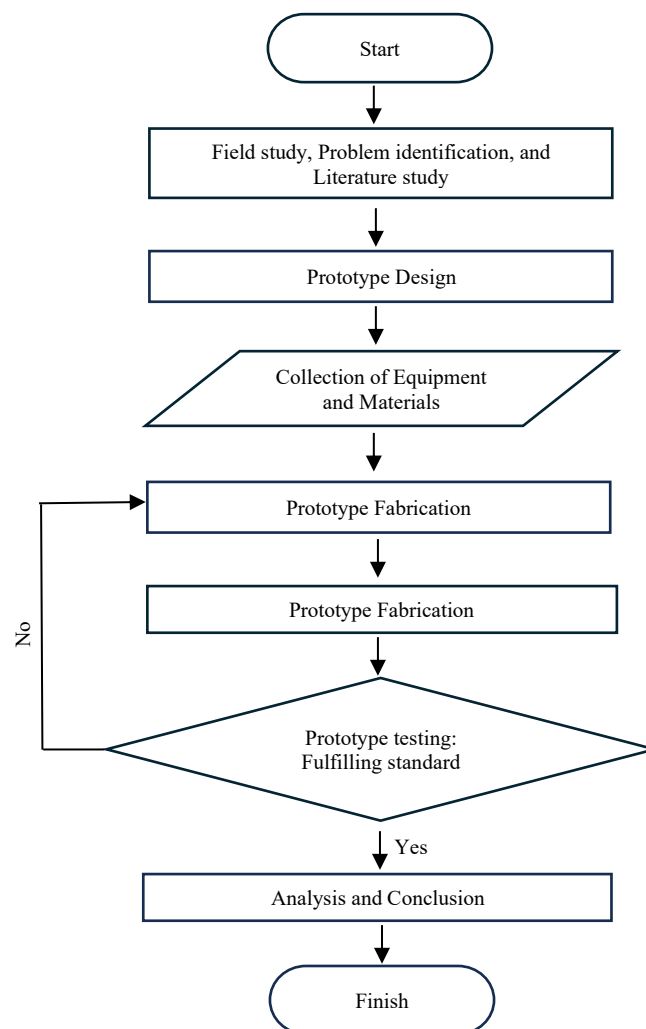 Start
Field study, Problem identification, and
Literature study
Prototype Design
Collection of Equipment
and Materials
Prototype Fabrication
Prototype Fabrication
No
Prototype testing:
Fulfilling standard
Yes
Analysis and Conclusion
Finish